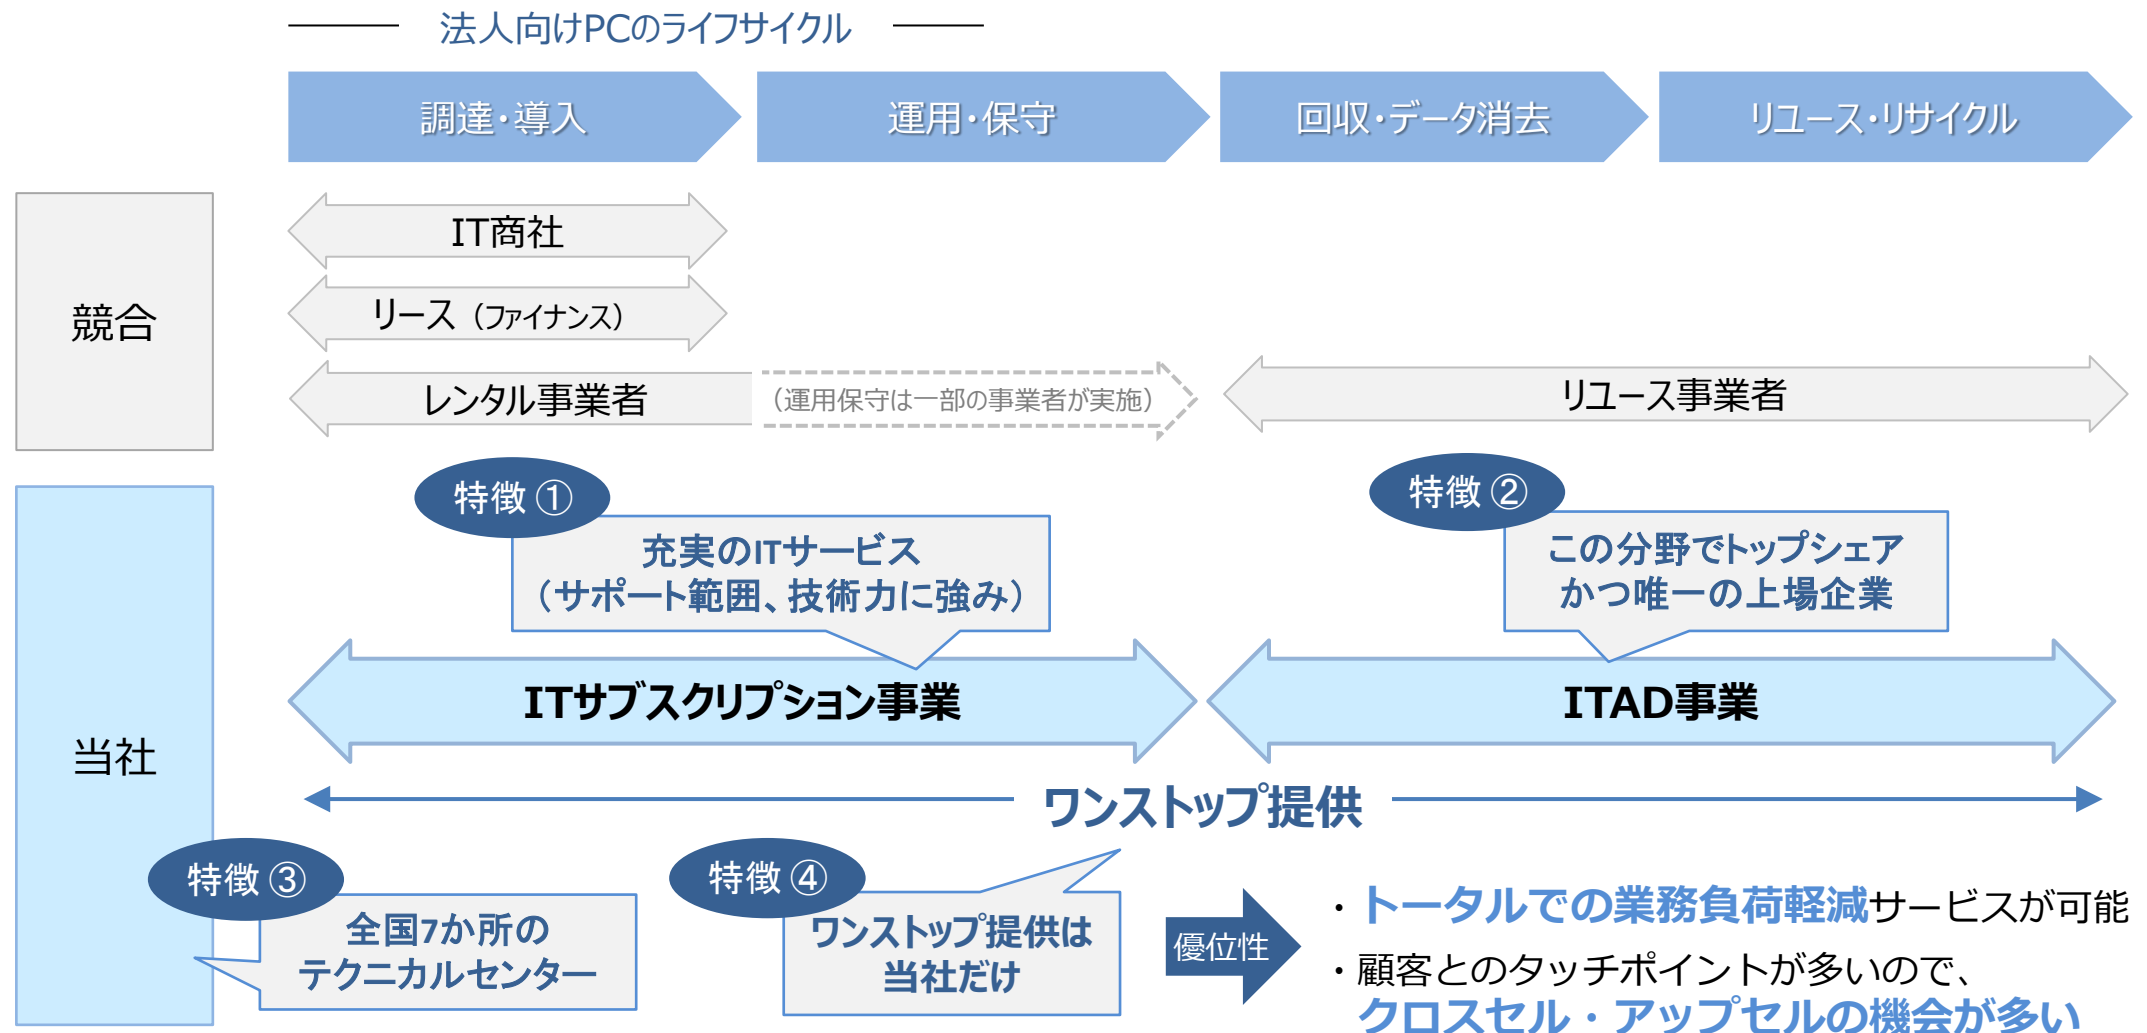 法人向けPCのライフサイクル
調達・導入
運用・保守
回収・データ消去
リユース・リサイクル
競合
IT商社
リース（ファイナンス）
レンタル事業者
（運用保守は一部の事業者が実施）
リユース事業者
当社
特徴 ①
充実のITサービス
（サポート範囲、技術力に強み）
特徴 ②
この分野でトップシェア
かつ唯一の上場企業
ITサブスクリプション事業
ITAD事業
ワンストップ提供
特徴 ③
全国7か所の
テクニカルセンター
特徴 ④
ワンストップ提供は
当社だけ
優位性
・トータルでの業務負荷軽減サービスが可能
・顧客とのタッチポイントが多いので、
クロスセル・アップセルの機会が多い